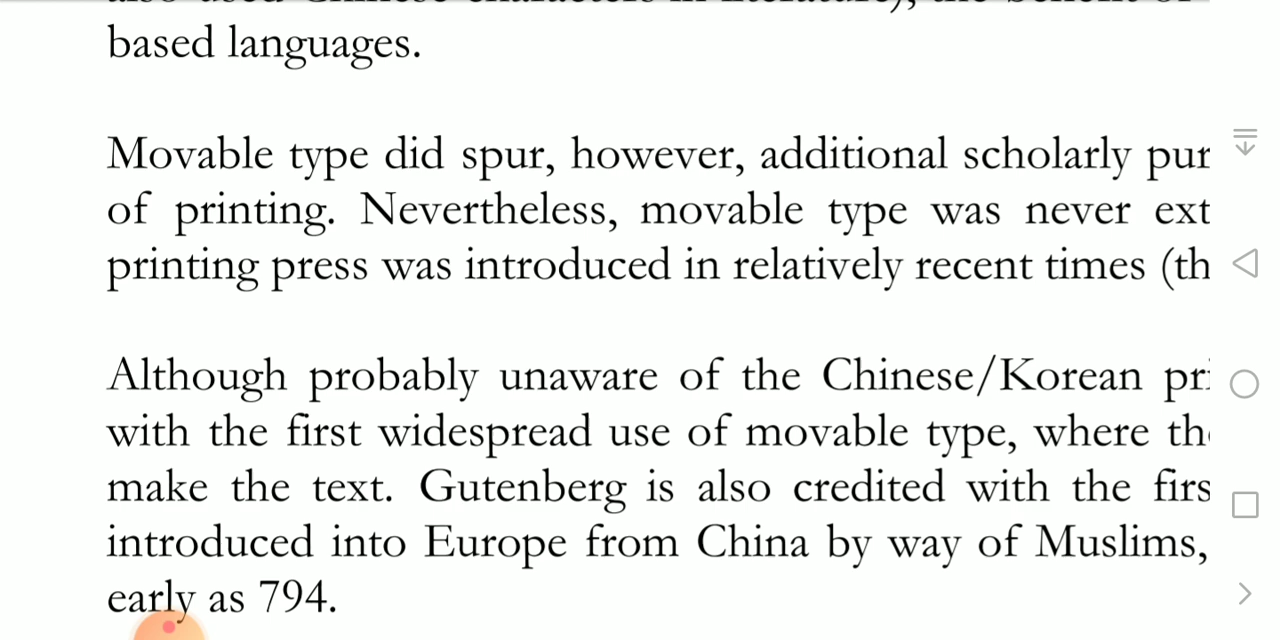 based languages.
Movable type did spur, however, additional scholarly pur
of printing. Nevertheless, movable type was never ext
printing press was introduced in relatively recent times (th
Although probably unaware of the Chinese/Korean pri
with the first widespread use of movable type, where th
make the text. Gutenberg is also credited with the firs
introduced into Europe from China by way of Muslims,
early as 794.